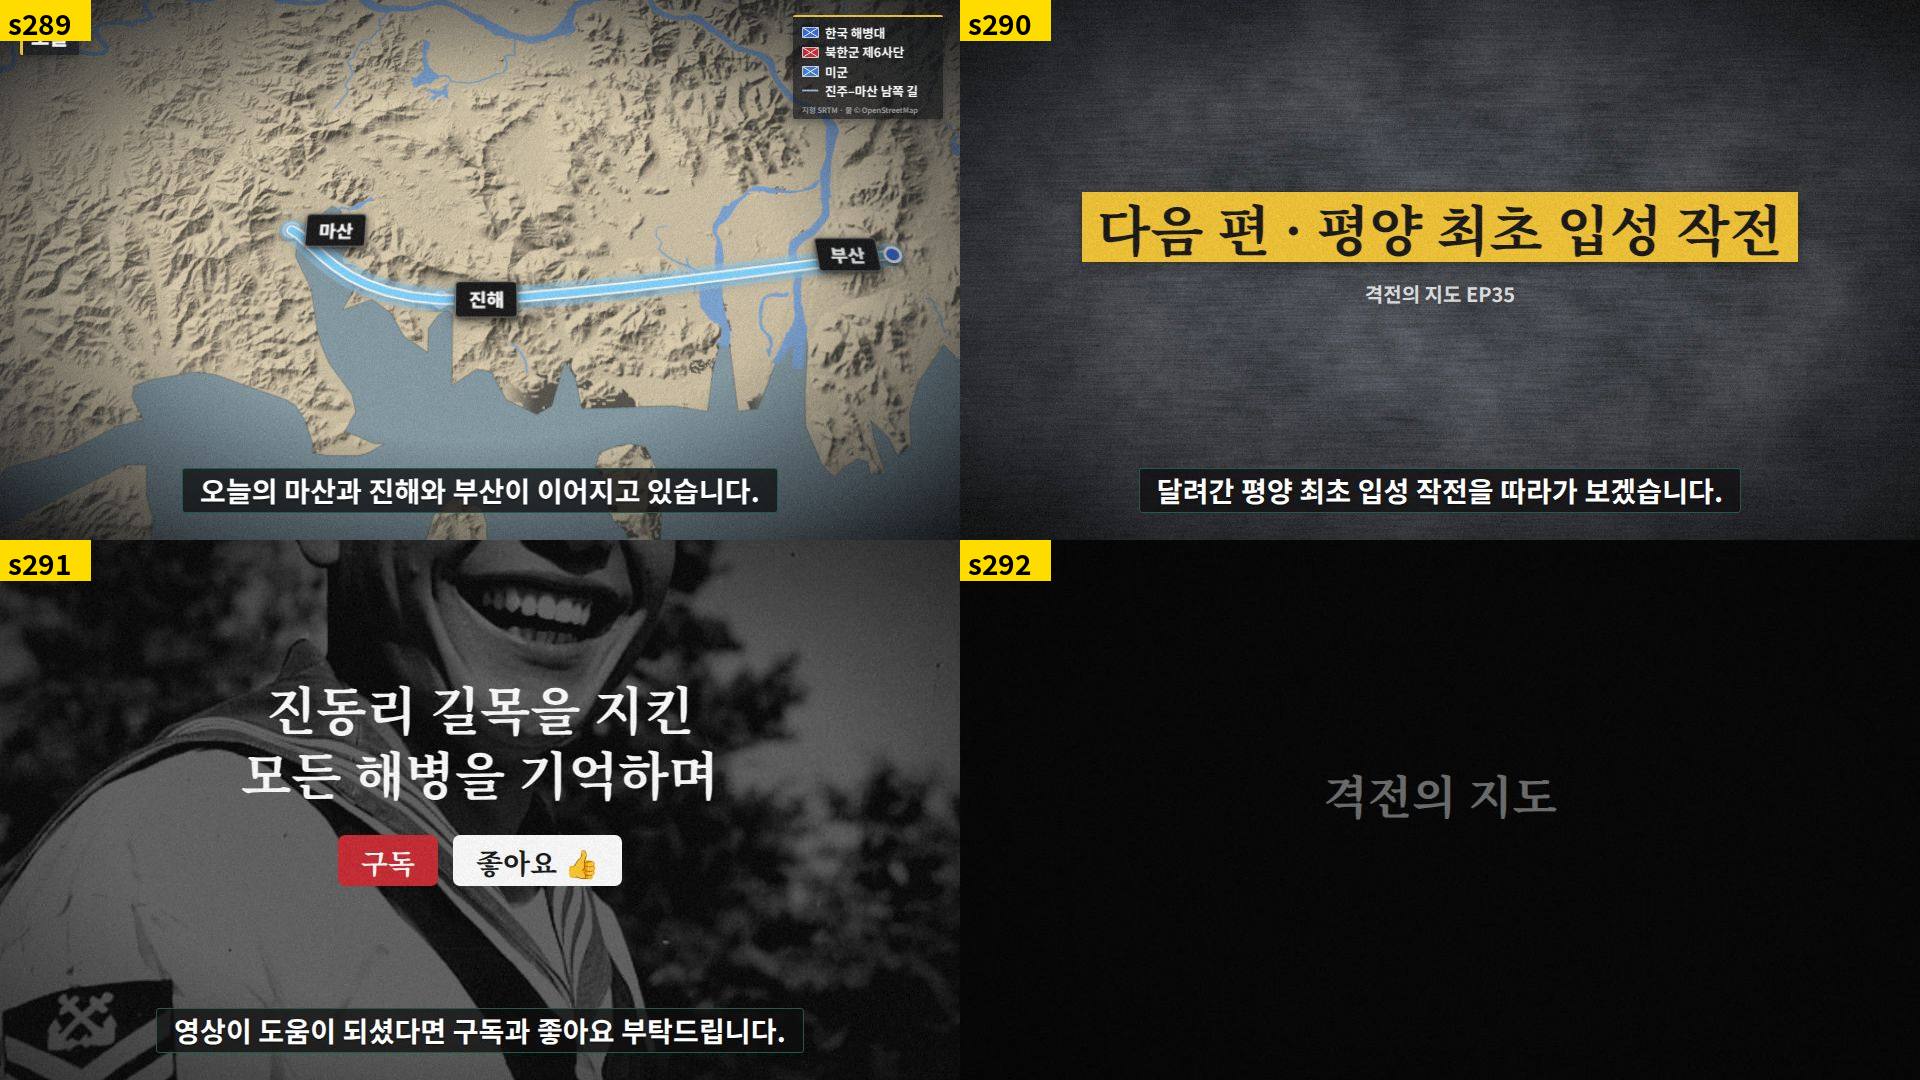 s289
한국 해병대
북한군 제6사단
미군
진주–마산 남쪽 길
지형 SRTM · 물 © OpenStreetMap
마산
진해
부산
오늘의 마산과 진해와 부산이 이어지고 있습니다.
s290
다음 편 · 평양 최초 입성 작전
격전의 지도 EP35
달려간 평양 최초 입성 작전을 따라가 보겠습니다.
s291
진동리 길목을 지킨
모든 해병을 기억하며
구독
좋아요 👍
영상이 도움이 되셨다면 구독과 좋아요 부탁드립니다.
s292
격전의 지도